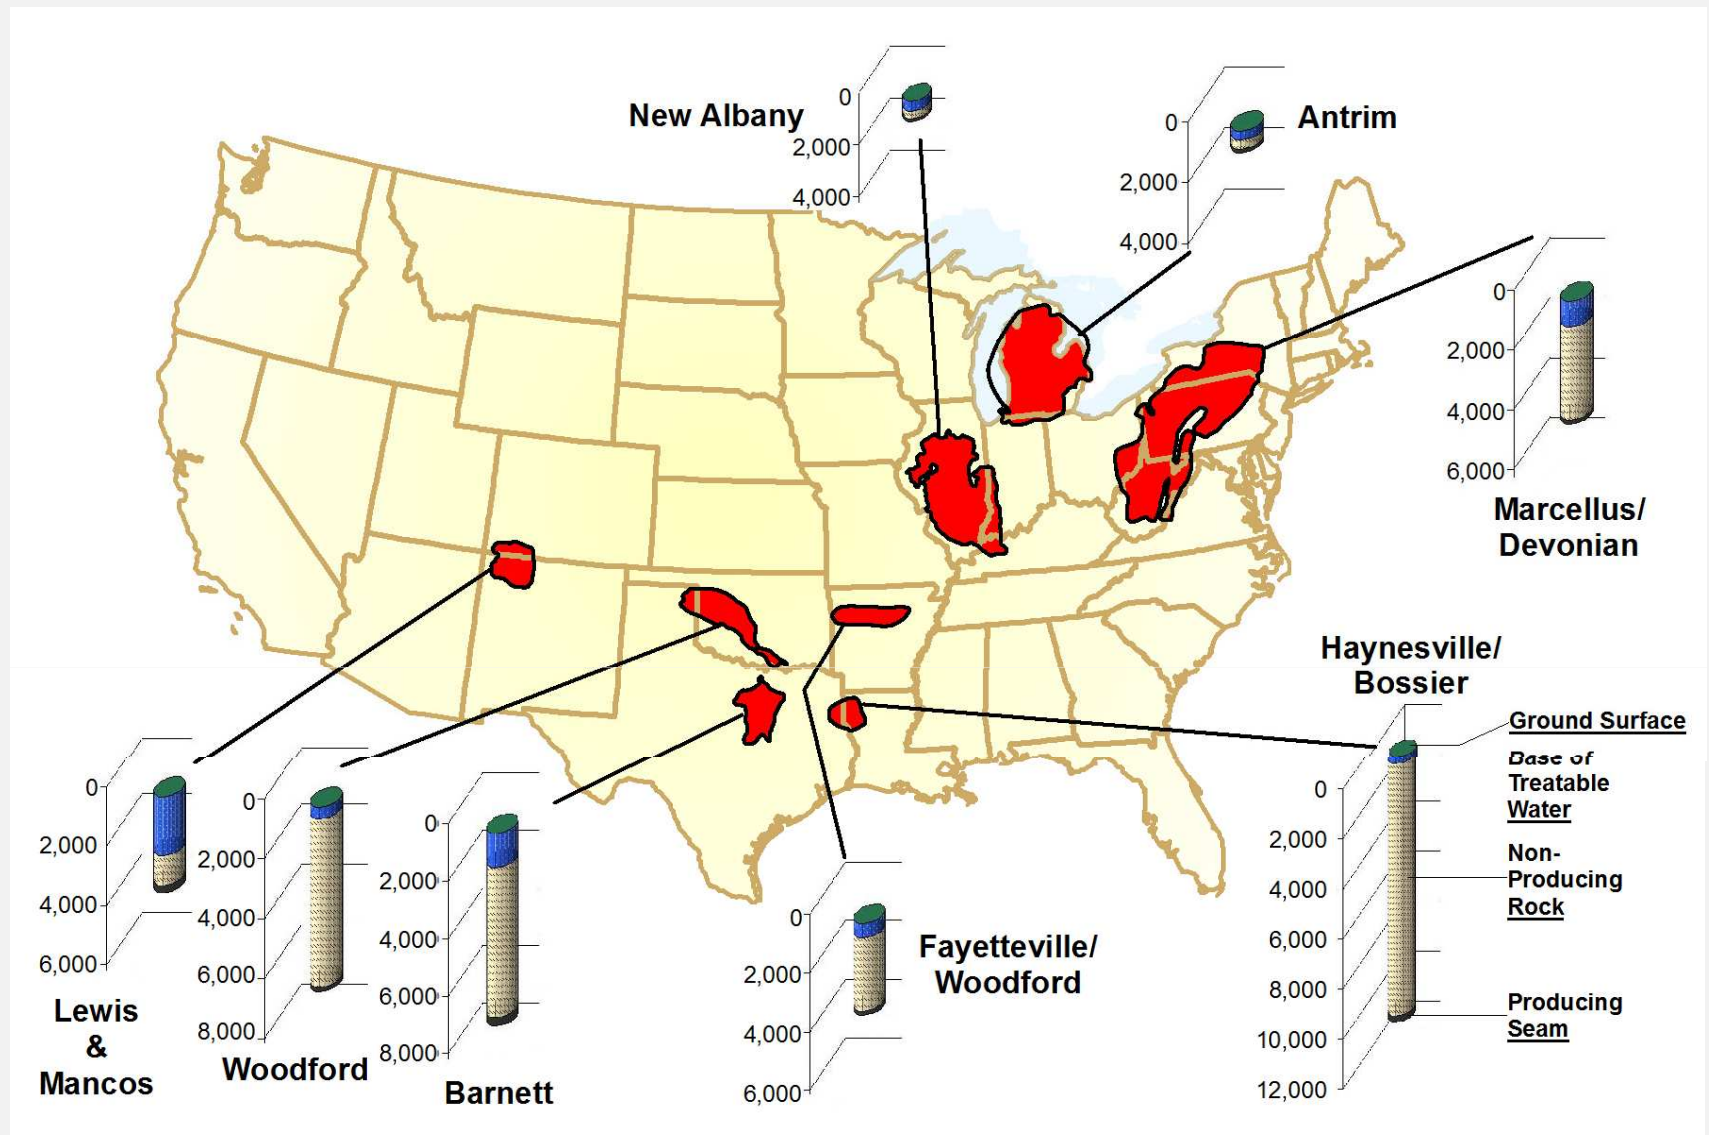 New Albany
0
2,000
4,000
Antrim
0
2,000
4,000
0
2,000
4,000
6,000
Marcellus/
Devonian
Haynesville/
Bossier
Ground Surface
Base of
Treatable
Water
Non-
Producing
Rock
Producing
Seam
0
2,000
4,000
6,000
8,000
10,000
12,000
0
2,000
4,000
6,000
Lewis
&
Mancos
0
2,000
4,000
6,000
8,000
Woodford
0
2,000
4,000
6,000
8,000
Barnett
0
2,000
4,000
6,000
Fayetteville/
Woodford